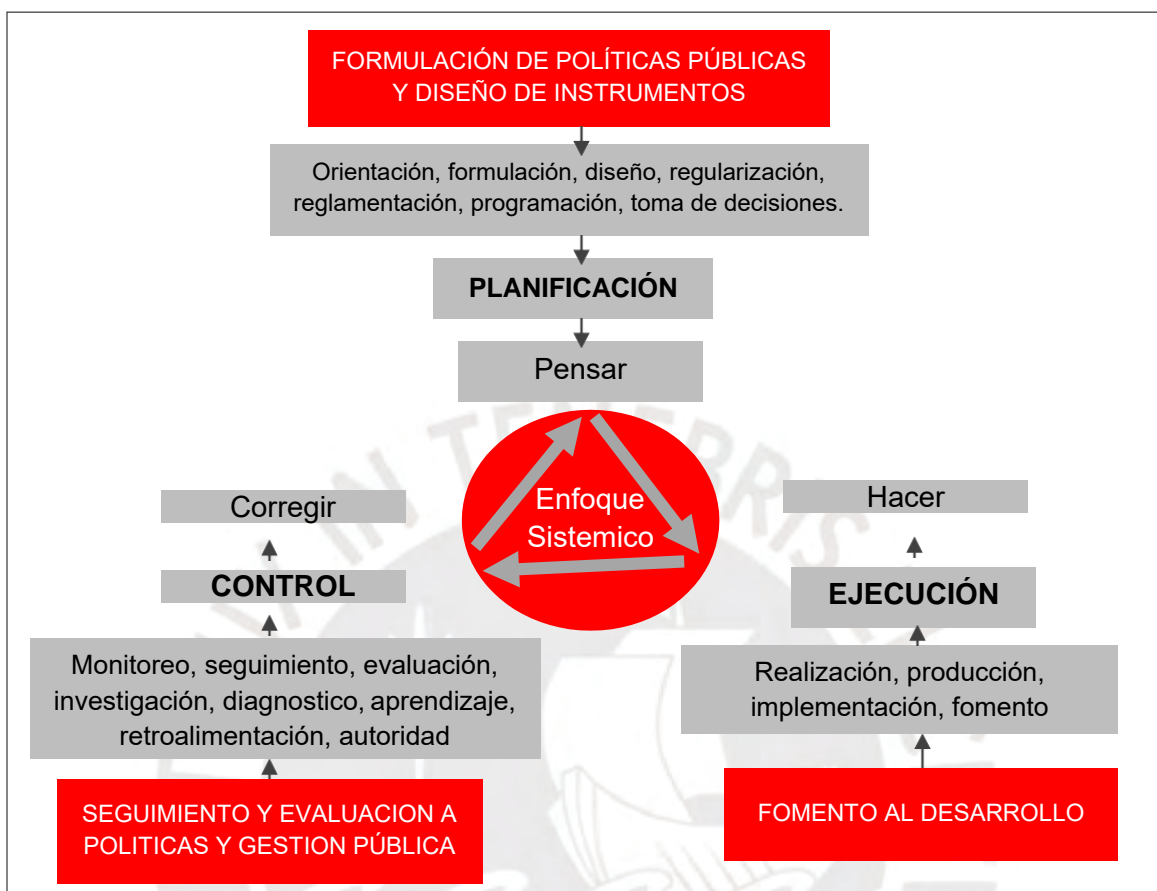 FORMULACIÓN DE POLÍTICAS PÚBLICAS
Y DISEÑO DE INSTRUMENTOS
Orientación, formulación, diseño, regularización,
reglamentación, programación, toma de decisiones.
PLANIFICACIÓN
Pensar
Enfoque
Sistemico
Corregir
CONTROL
Monitoreo, seguimiento, evaluación,
investigación, diagnostico, aprendizaje,
retroalimentación, autoridad
SEGUIMIENTO Y EVALUACION A
POLITICAS Y GESTION PÚBLICA
Hacer
EJECUCIÓN
Realización, producción,
implementación, fomento
FOMENTO AL DESARROLLO
IN TENEBRIS